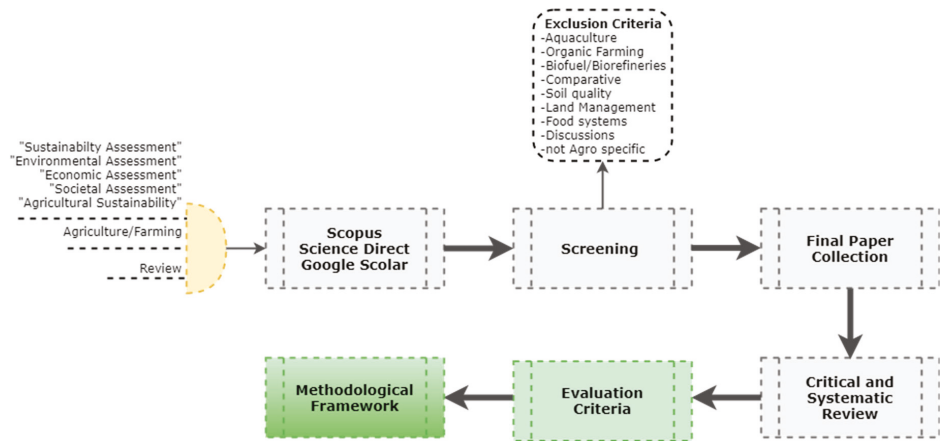 Exclusion Criteria
-Aquaculture
-Organic Farming
-Biofuel/Biorefineries
-Comparative
-Soil quality
-Land Management
-Food systems
-Discussions
-not Agro specific
"Sustainabilty Assessment"
"Environmental Assessment"
"Economic Assessment"
"Societal Assessment"
"Agricultural Sustainability"
Agriculture/Farming
Review
Scopus
Science Direct
Google Scolar
Screening
Final Paper
Collection
Critical and
Systematic
Review
Evaluation
Criteria
Methodological
Framework